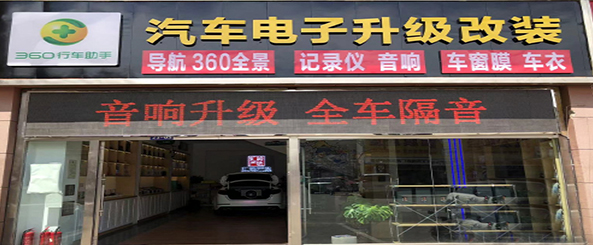 汽车电子升级改装
360行车助手
导航 360全景 记录仪 音响 车窗膜 车衣
音响升级 全车隔音